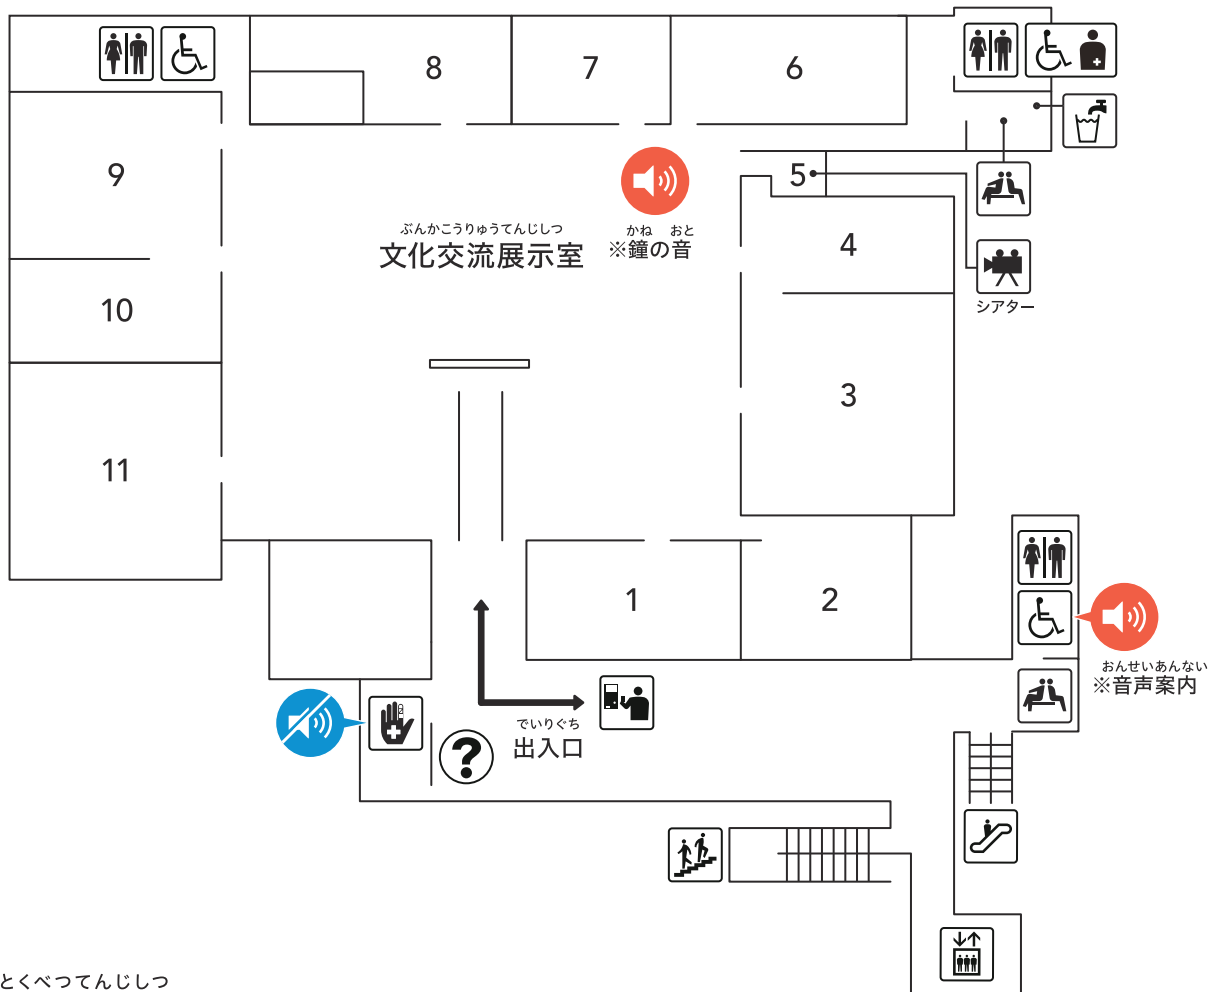 8
7
6
9
5
ぶんかこうりゅうてんじしつ
文化交流展示室
かね おと
※鐘の音
4
シアター
10
3
11
1
2
おんせいあんない
※音声案内
でいりぐち
出入口
?
とくべつてんじしつ